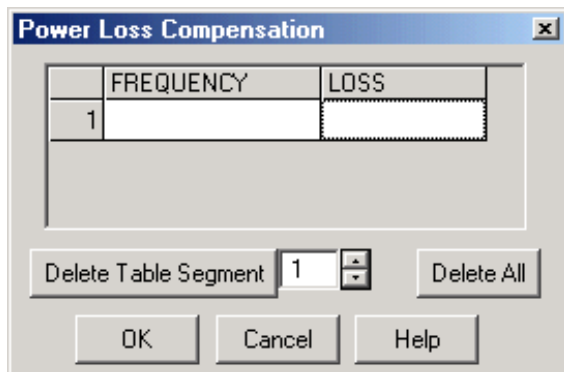 Power Loss Compensation
FREQUENCY LOSS
1
Delete Table Segment 1 Delete All
OK Cancel Help